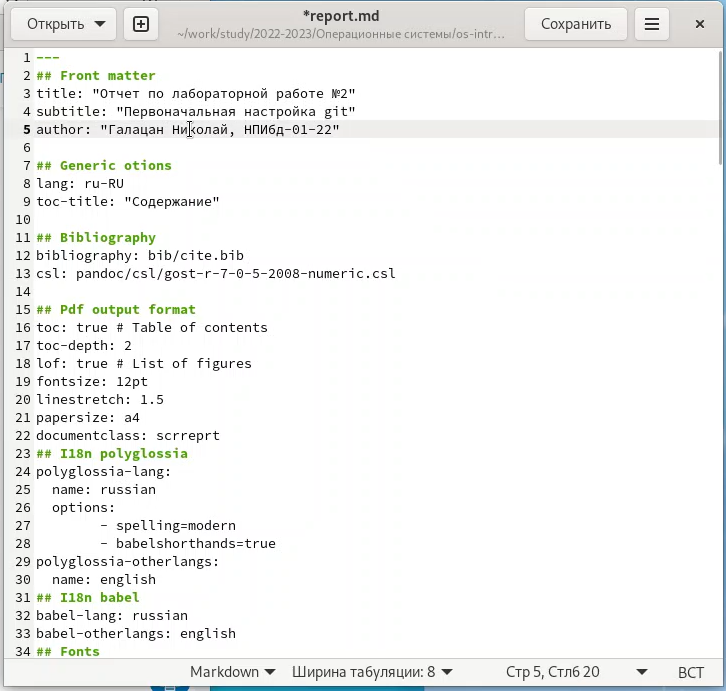 Открыть
*report.md
~/work/study/2022-2023/Операционные системы/os-intr…
Сохранить
1 ---
2 ## Front matter
3 title: "Отчет по лабораторной работе №2"
4 subtitle: "Первоначальная настройка git"
5 author: "Галацан Николай, НПИбд-01-22"
6
7 ## Generic otions
8 lang: ru-RU
9 toc-title: "Содержание"
10
11 ## Bibliography
12 bibliography: bib/cite.bib
13 csl: pandoc/csl/gost-r-7-0-5-2008-numeric.csl
14
15 ## Pdf output format
16 toc: true # Table of contents
17 toc-depth: 2
18 lof: true # List of figures
19 fontsize: 12pt
20 linestretch: 1.5
21 papersize: a4
22 documentclass: scrreprt
23 ## I18n polyglossia
24 polyglossia-lang:
25   name: russian
26   options:
27         - spelling=modern
28         - babelshorthands=true
29 polyglossia-otherlangs:
30   name: english
31 ## I18n babel
32 babel-lang: russian
33 babel-otherlangs: english
34 ## Fonts
Markdown Ширина табуляции: 8 Стр 5, Стлб 20 ВСТ